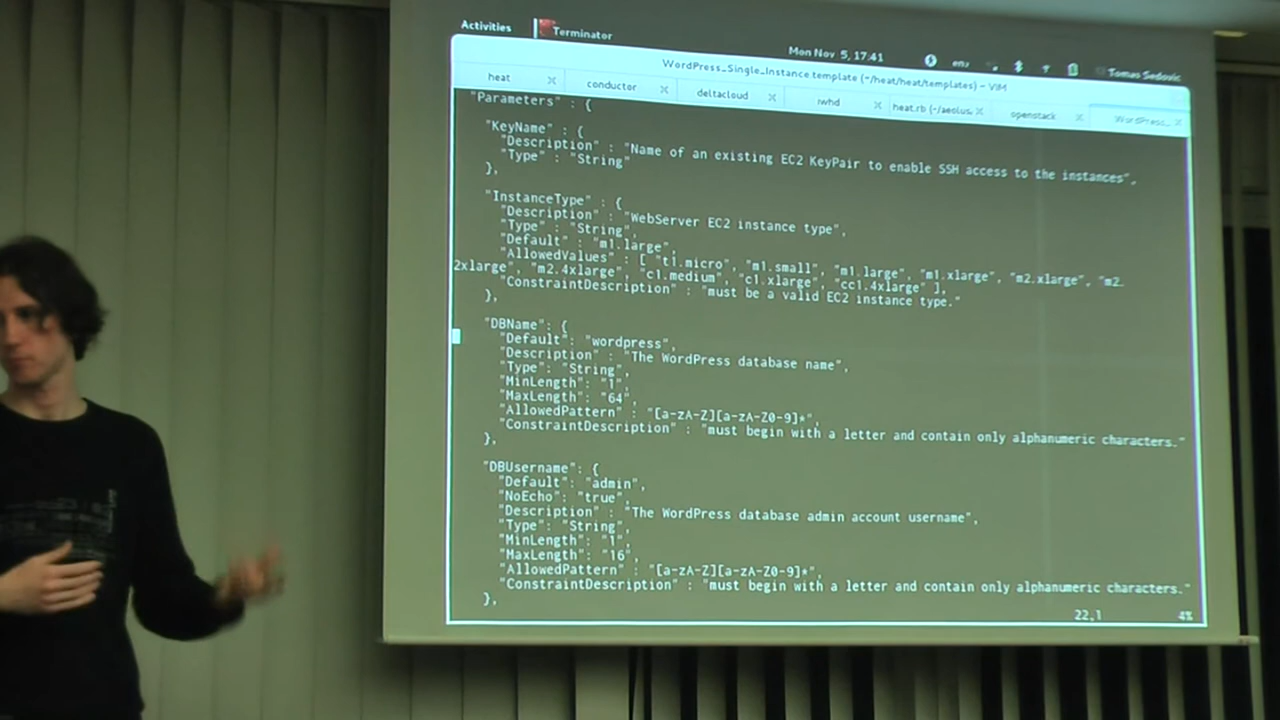 Activities Terminator
Mon Nov 5, 17:41 Tomas Sedovic
WordPress_Single_Instance.template (~/heat/heat/templates) - VIM
heat conductor deltacloud iwhd heat.rb (~/aeolus/ openstack WordPress_
"Parameters" : {
"KeyName" : {
"Description" : "Name of an existing EC2 KeyPair to enable SSH access to the instances",
"Type" : "String"
},
"InstanceType" : {
"Description" : "WebServer EC2 instance type",
"Type" : "String",
"Default" : "m1.large",
"AllowedValues" : [ "t1.micro", "m1.small", "m1.large", "m1.xlarge", "m2.xlarge", "m2.
2xlarge", "m2.4xlarge", "c1.medium", "c1.xlarge", "cc1.4xlarge" ],
"ConstraintDescription" : "must be a valid EC2 instance type."
},
"DBName": {
"Default": "wordpress",
"Description" : "The WordPress database name",
"Type": "String",
"MinLength": "1",
"MaxLength": "64",
"AllowedPattern" : "[a-zA-Z][a-zA-Z0-9]*",
"ConstraintDescription" : "must begin with a letter and contain only alphanumeric characters."
},
"DBUsername": {
"Default": "admin",
"NoEcho": "true",
"Description" : "The WordPress database admin account username",
"Type": "String",
"MinLength": "1",
"MaxLength": "16",
"AllowedPattern" : "[a-zA-Z][a-zA-Z0-9]*",
"ConstraintDescription" : "must begin with a letter and contain only alphanumeric characters."
},
22,1 4%